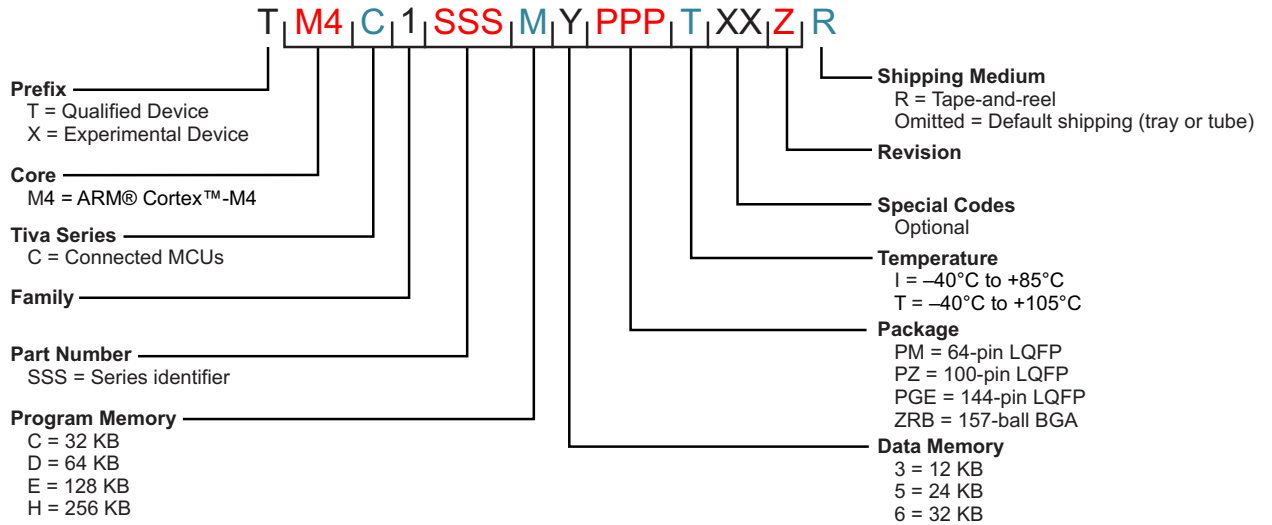 T M4 C 1 SSS M Y PPP T XX Z R
Prefix
T = Qualified Device
X = Experimental Device
Core
M4 = ARM® Cortex™-M4
Tiva Series
C = Connected MCUs
Family
Part Number
SSS = Series identifier
Program Memory
C = 32 KB
D = 64 KB
E = 128 KB
H = 256 KB
Shipping Medium
R = Tape-and-reel
Omitted = Default shipping (tray or tube)
Revision
Special Codes
Optional
Temperature
I = –40°C to +85°C
T = –40°C to +105°C
Package
PM = 64-pin LQFP
PZ = 100-pin LQFP
PGE = 144-pin LQFP
ZRB = 157-ball BGA
Data Memory
3 = 12 KB
5 = 24 KB
6 = 32 KB